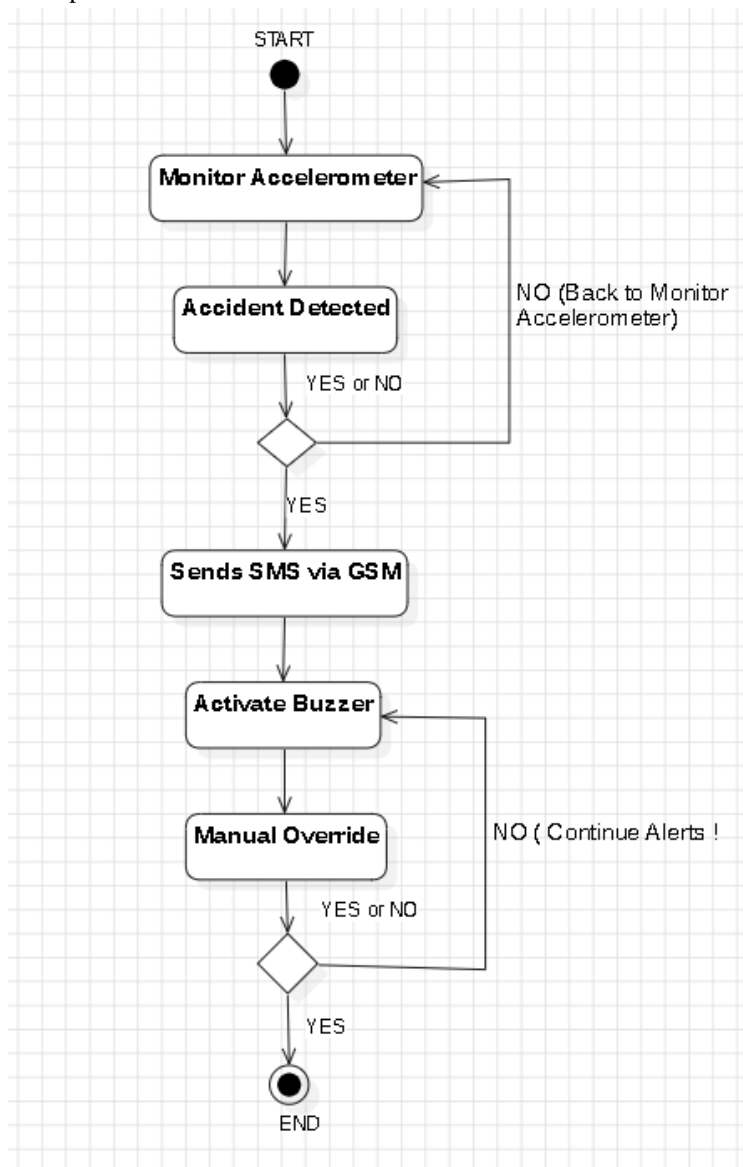 START
Monitor Accelerometer
NO (Back to Monitor
Accelerometer)
Accident Detected
YES or NO
YES
Sends SMS via GSM
Activate Buzzer
NO ( Continue Alerts !
Manual Override
YES or NO
YES
END